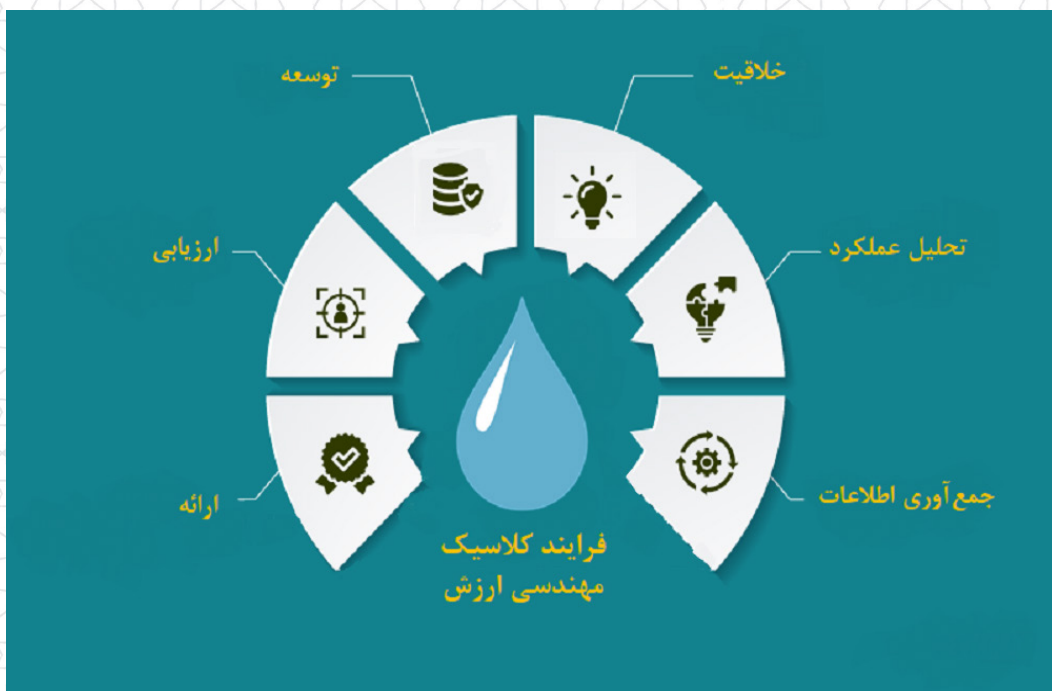 خلاقیت
توسعه
تحلیل عملکرد
ارزیابی
جمع‌آوری اطلاعات
ارائه
فرایند کلاسیک
مهندسی ارزش